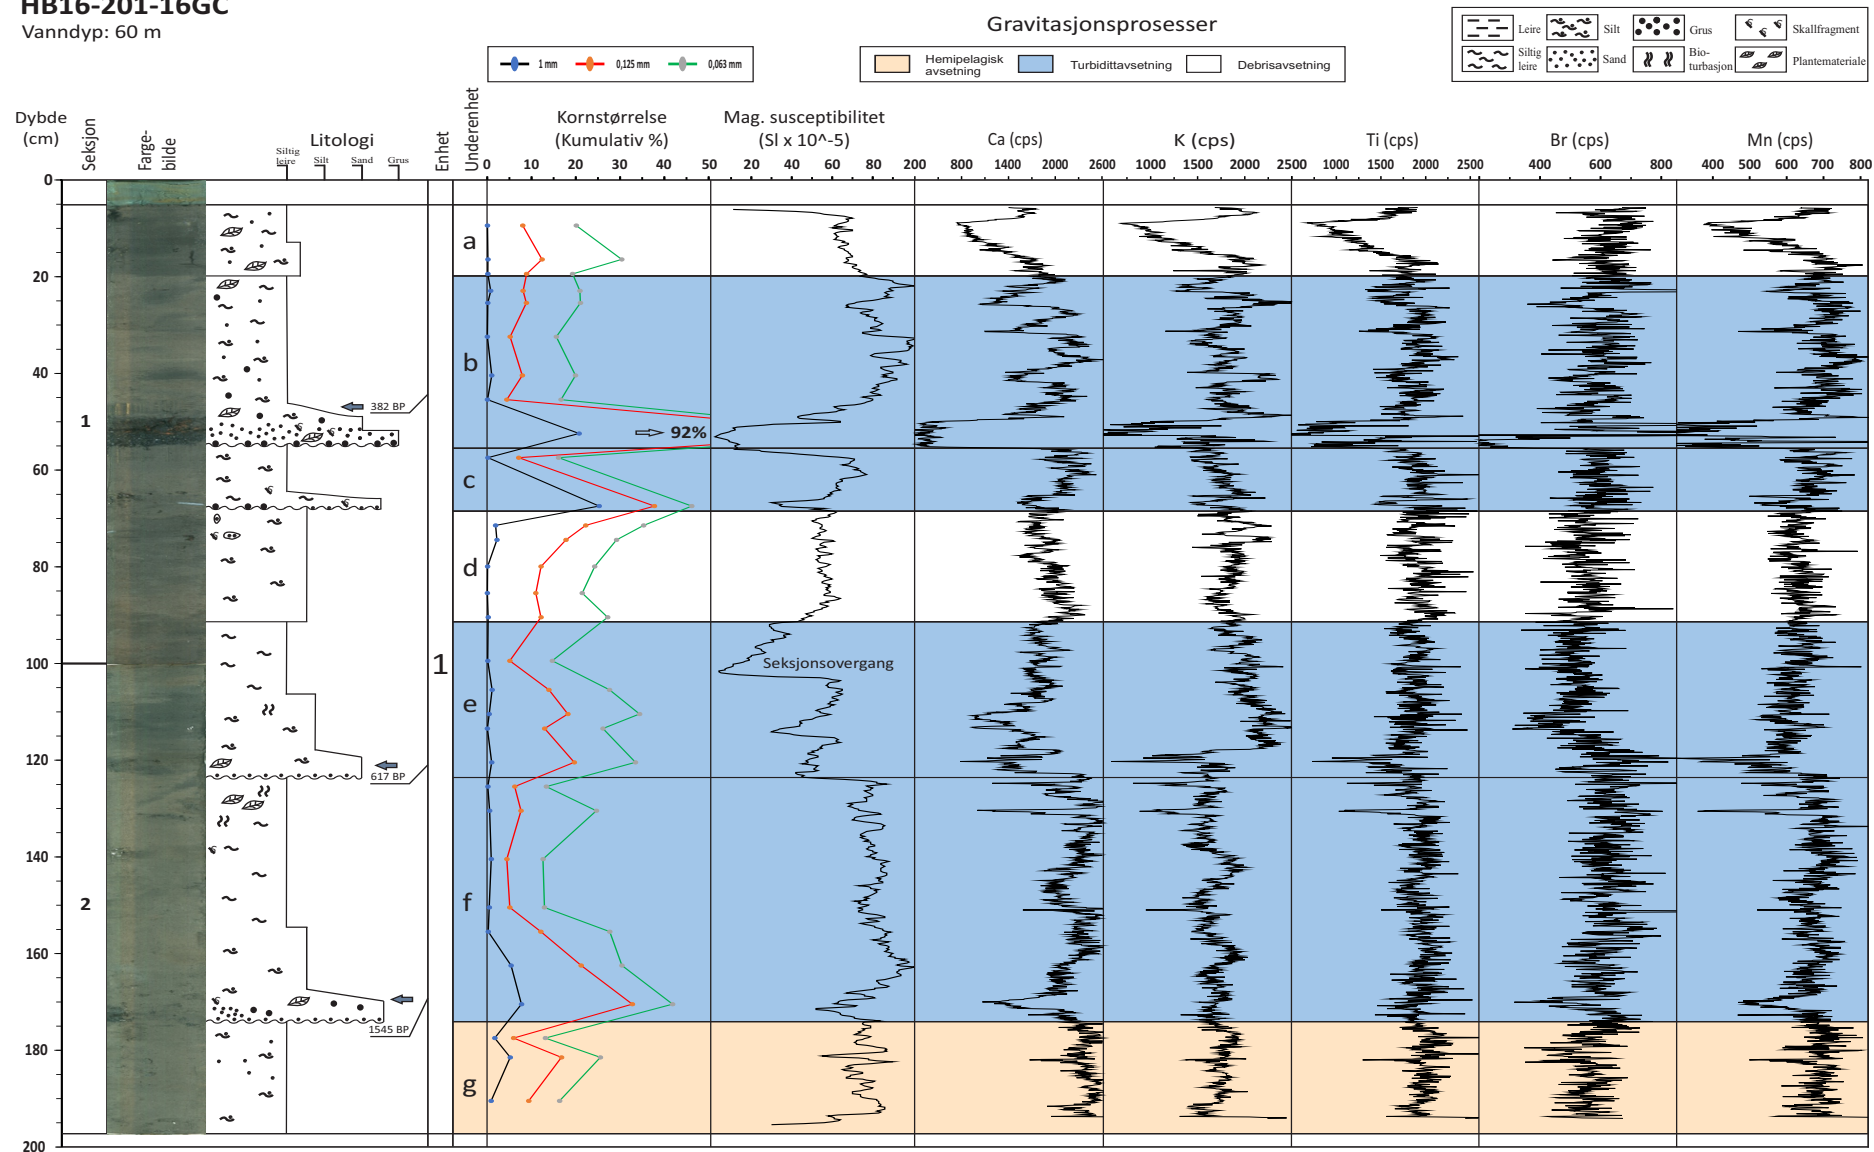 HB16-201-16GC
Vanndyp: 60 m
Gravitasjonsprosesser
1 mm 0,125 mm 0,063 mm
Hemipelagisk avsetning Turbidittavsetning Debrisavsetning
Leire Silt Grus Skallfragment
Siltig leire Sand Bio-turbasjon Plantemateriale
Dybde (cm)
Seksjon
Farge-bilde
Litologi
Siltig leire Silt Sand Grus
Enhet
Underenhet
Kornstørrelse (Kumulativ %)
Mag. susceptibilitet (SI x 10^-5)
Ca (cps)
K (cps)
Ti (cps)
Br (cps)
Mn (cps)
0 10 20 30 40 50 20 40 60 80 200 800 1400 2000 2600 1000 1500 2000 2500 1000 1500 2000 2500 400 600 800 400 500 600 700 800
0
a
20
b
40
382 BP
1
92%
60
c
80
d
100
1
Seksjonsovergang
e
120
617 BP
140
2
f
160
1545 BP
180
g
200